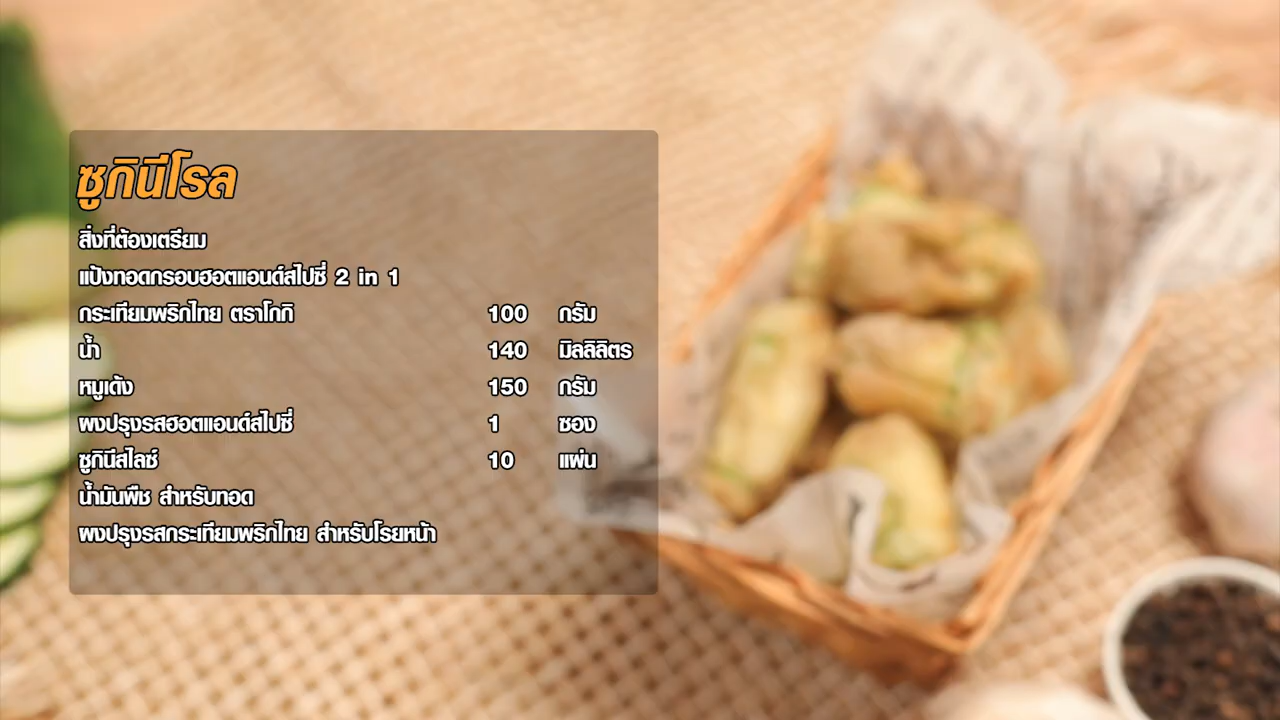 ซูกินีโรล
สิ่งที่ต้องเตรียม
แป้งทอดกรอบฮอตแอนด์สไปซี่ 2 in 1
กระเทียมพริกไทย ตราโกกิ 100 กรัม
น้ำ 140 มิลลิลิตร
หมูเด้ง 150 กรัม
ผงปรุงรสฮอตแอนด์สไปซี่ 1 ซอง
ซูกินีสไลซ์ 10 แผ่น
น้ำมันพืช สำหรับทอด
ผงปรุงรสกระเทียมพริกไทย สำหรับโรยหน้า